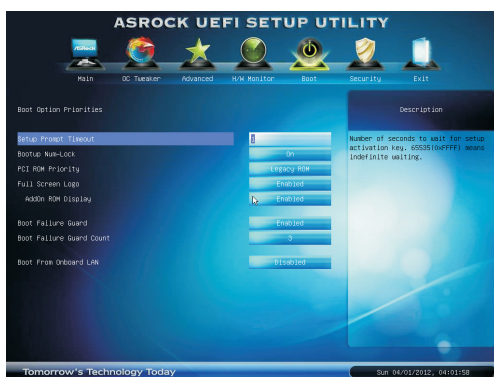 ASROCK UEFI SETUP UTILITY
ASRock
Main OC Tweaker Advanced H/W Monitor Boot Security Exit
Boot Option Priorities
Description
Setup Prompt Timeout 1
Number of seconds to wait for setup
activation key. 65535(0xFFFF) means
indefinite waiting.
Bootup Num-Lock On
PCI ROM Priority Legacy ROM
Full Screen Logo Enabled
AddOn ROM Display Enabled
Boot Failure Guard Enabled
Boot Failure Guard Count 3
Boot From Onboard LAN Disabled
Tomorrow's Technology Today
Sun 04/01/2012, 04:01:58